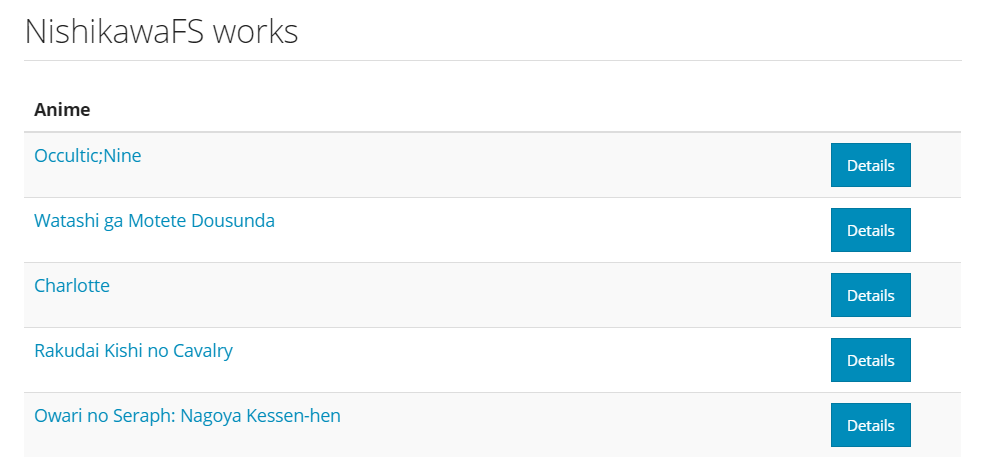 NishikawaFS works
Anime
Occultic;Nine
Details
Watashi ga Motete Dousunda
Details
Charlotte
Details
Rakudai Kishi no Cavalry
Details
Owari no Seraph: Nagoya Kessen-hen
Details